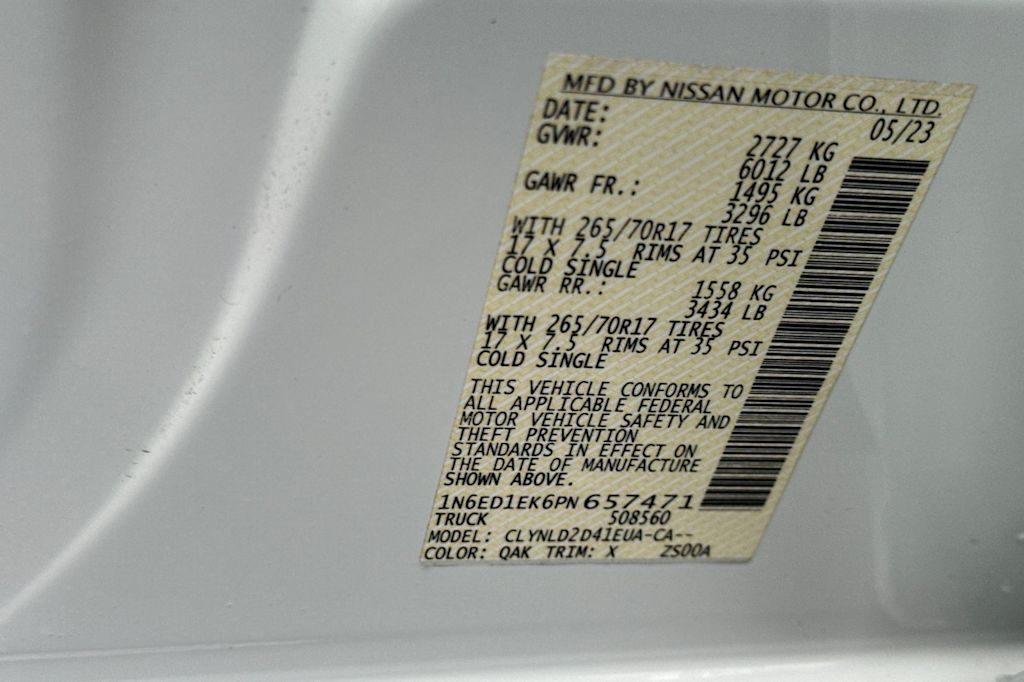 MFD BY NISSAN MOTOR CO., LTD.
DATE: 05/23
GVWR: 2727 KG
6012 LB
GAWR FR.: 1495 KG
3296 LB
WITH 265/70R17 TIRES
17 X 7.5 RIMS AT 35 PSI
COLD SINGLE
GAWR RR.: 1558 KG
3434 LB
WITH 265/70R17 TIRES
17 X 7.5 RIMS AT 35 PSI
COLD SINGLE
THIS VEHICLE CONFORMS TO
ALL APPLICABLE FEDERAL
MOTOR VEHICLE SAFETY AND
THEFT PREVENTION
STANDARDS IN EFFECT ON
THE DATE OF MANUFACTURE
SHOWN ABOVE.
1N6ED1EK6PN657471
TRUCK 508560
MODEL: CLYNLD2D41EUA-CA--
COLOR: QAK TRIM: X ZS00A